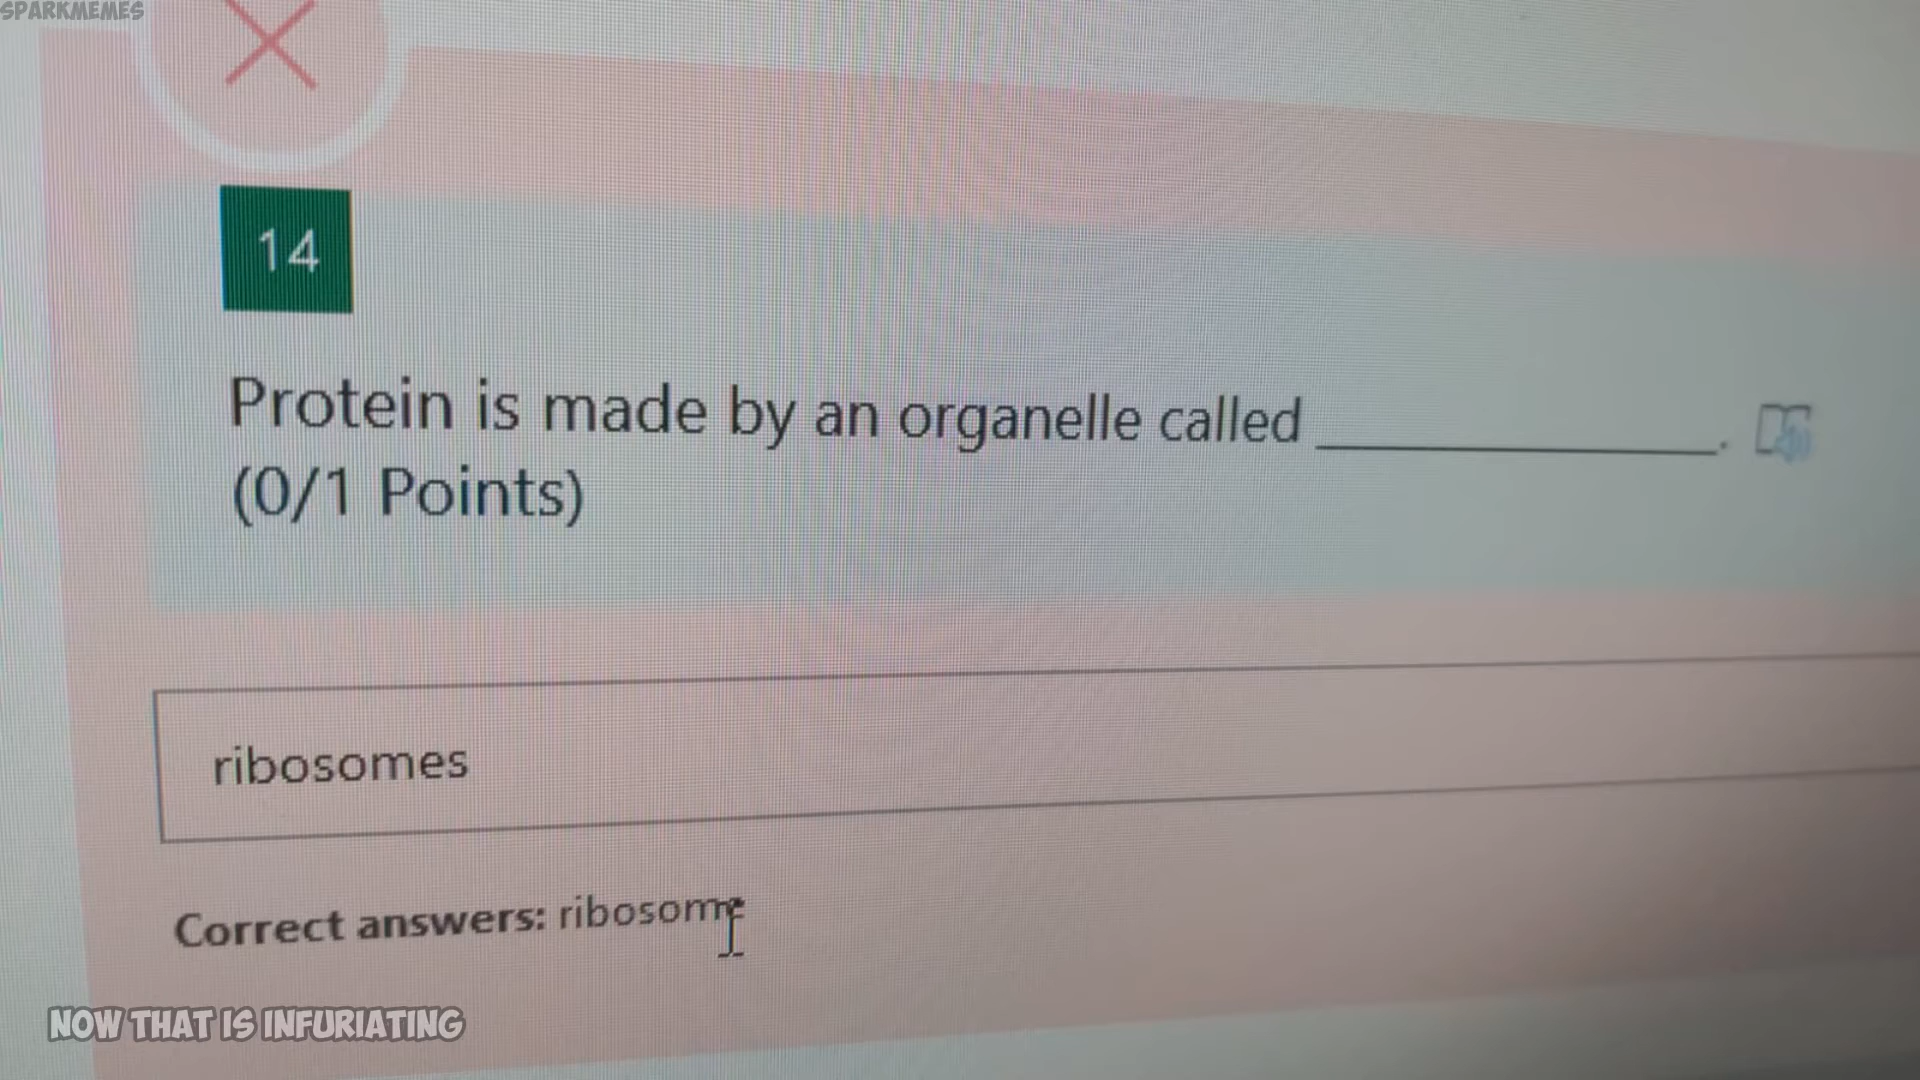 SPARKMEMES
14
Protein is made by an organelle called ____________.
(0/1 Points)
ribosomes
Correct answers: ribosome
NOW THAT IS INFURIATING